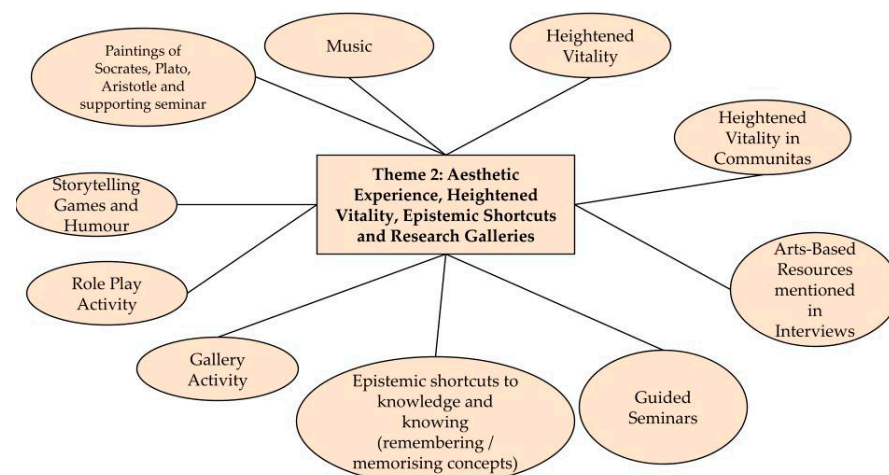 Paintings of
Socrates, Plato,
Aristotle and
supporting seminar
Music
Heightened
Vitality
Heightened
Vitality in
Communitas
Theme 2: Aesthetic
Experience, Heightened
Vitality, Epistemic Shortcuts
and Research Galleries
Storytelling
Games and
Humour
Role Play
Activity
Arts-Based
Resources
mentioned
in
Interviews
Gallery
Activity
Epistemic shortcuts to
knowledge and
knowing
(remembering /
memorising concepts)
Guided
Seminars